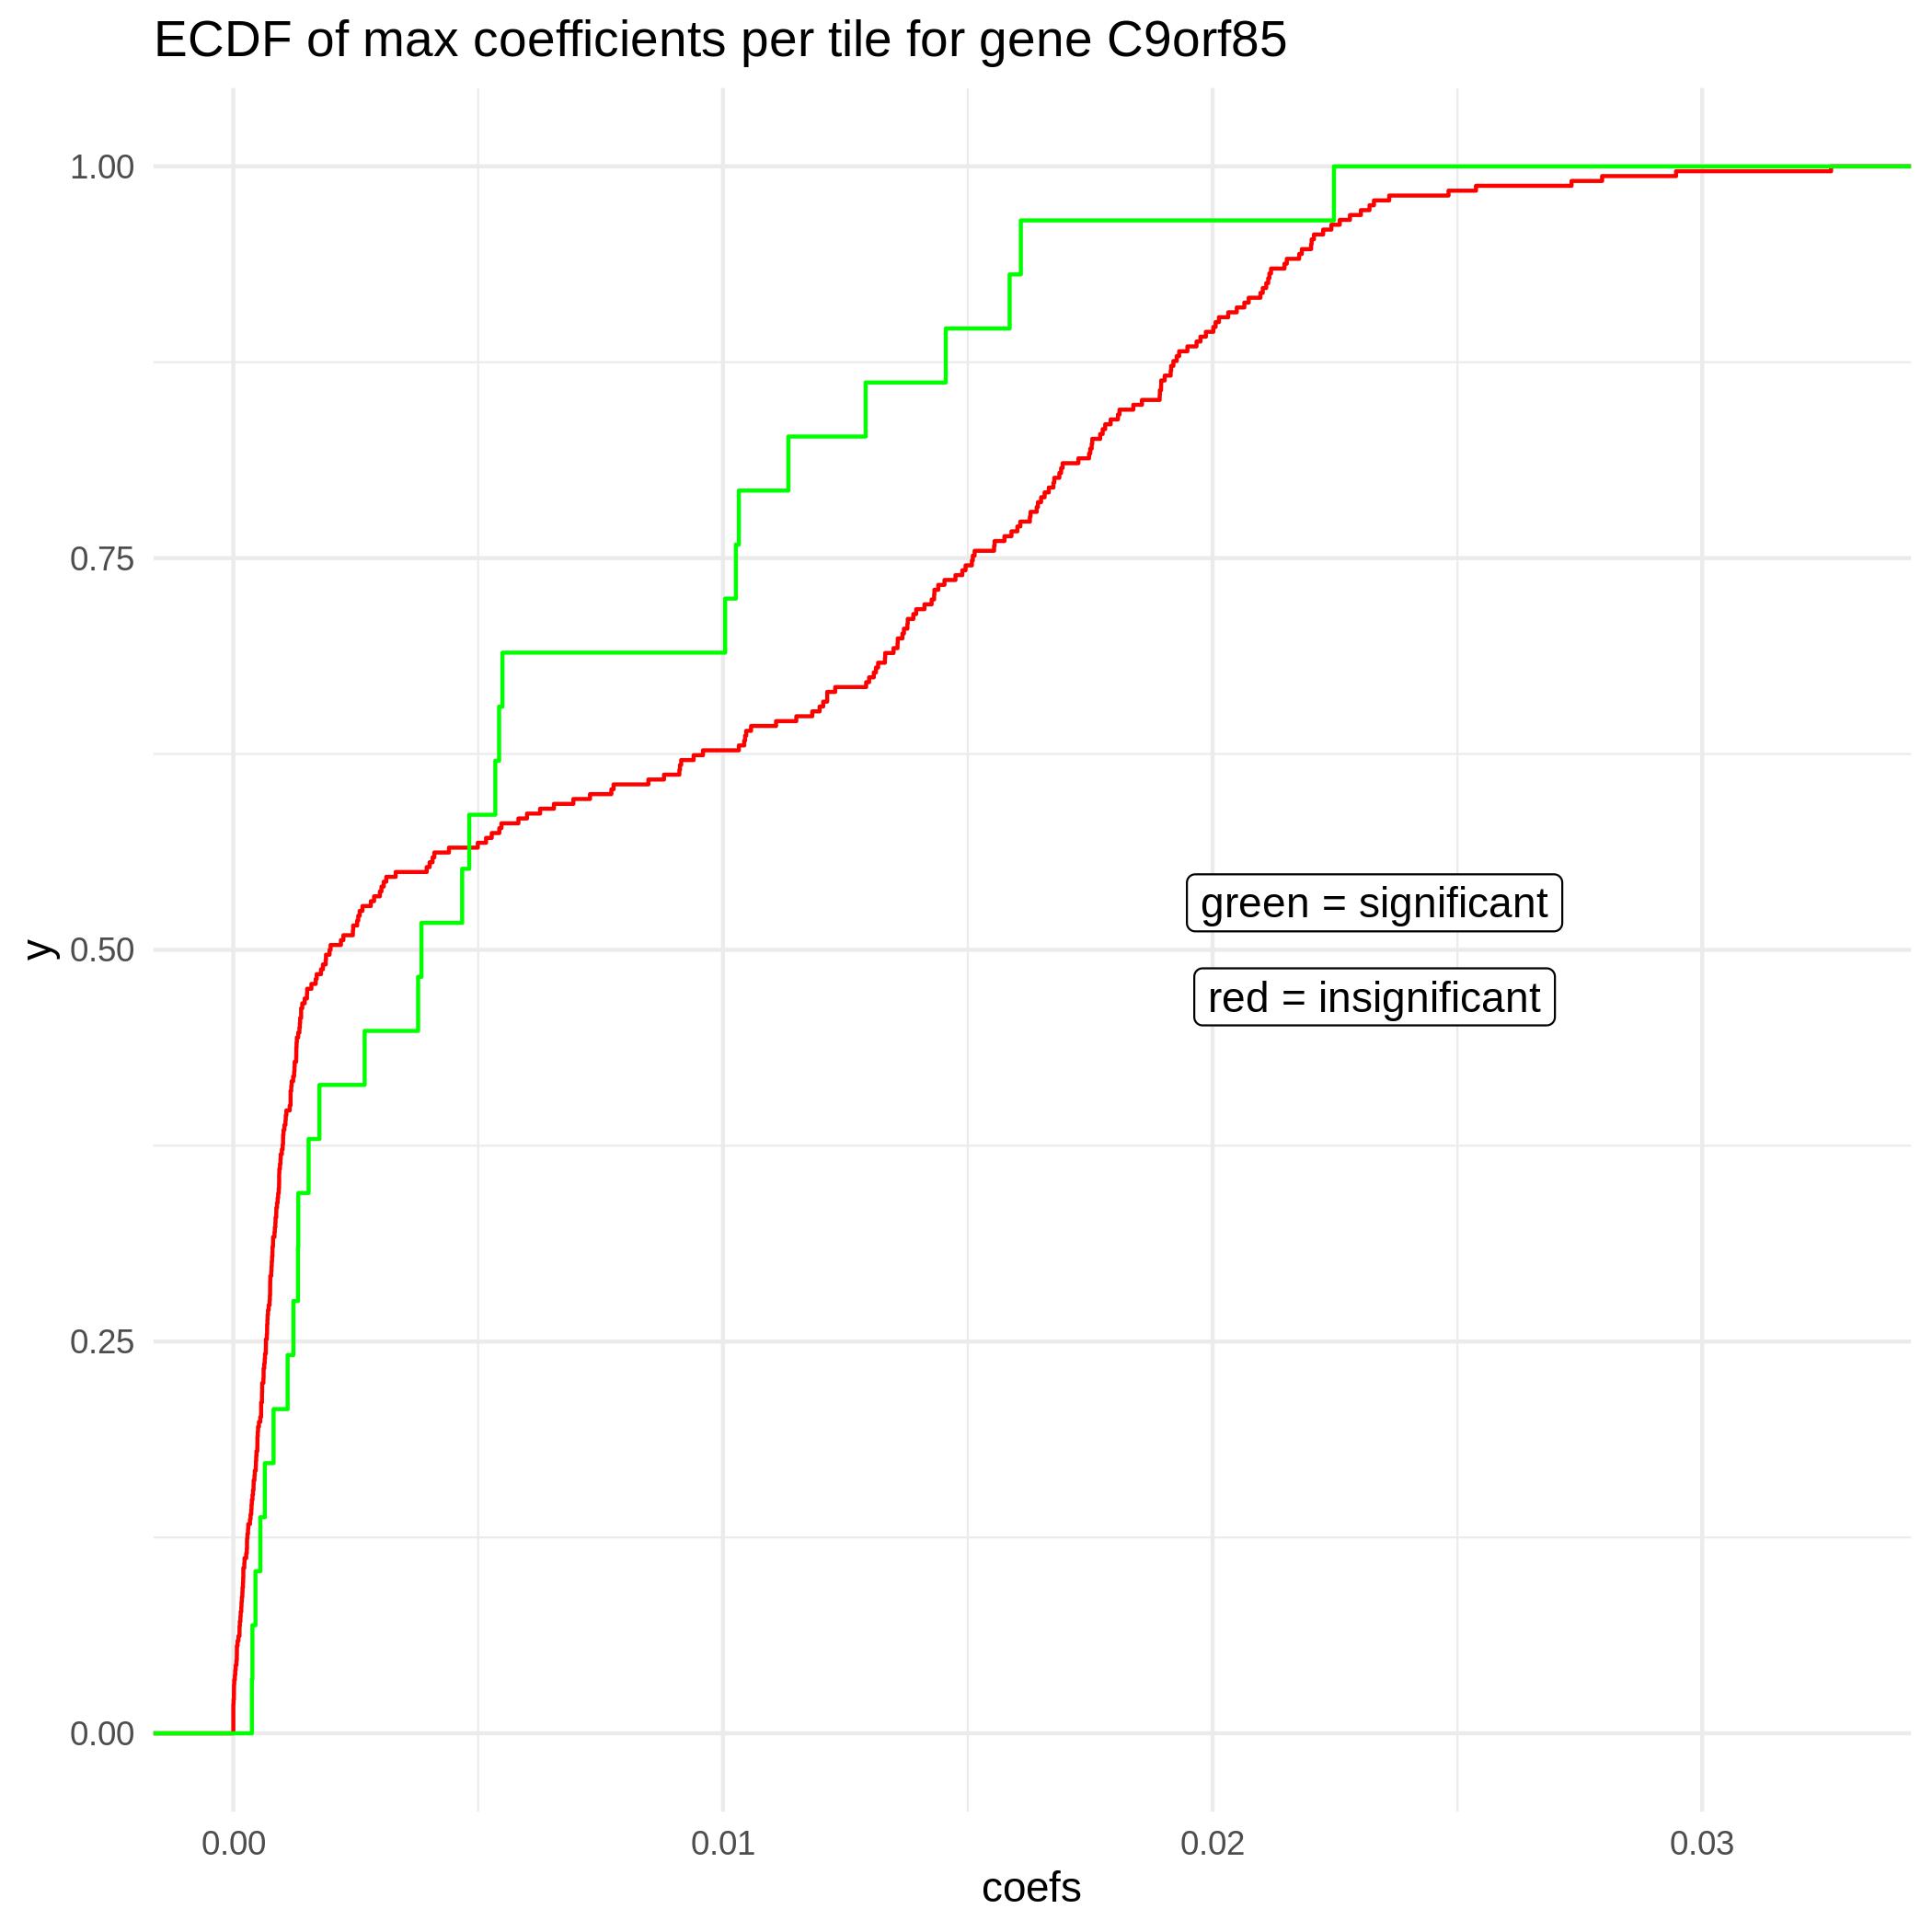 ECDF of max coefficients per tile for gene C9orf85
1.00
0.75
0.50
0.25
0.00
y
green = significant
red = insignificant
0.00 0.01 0.02 0.03
coefs